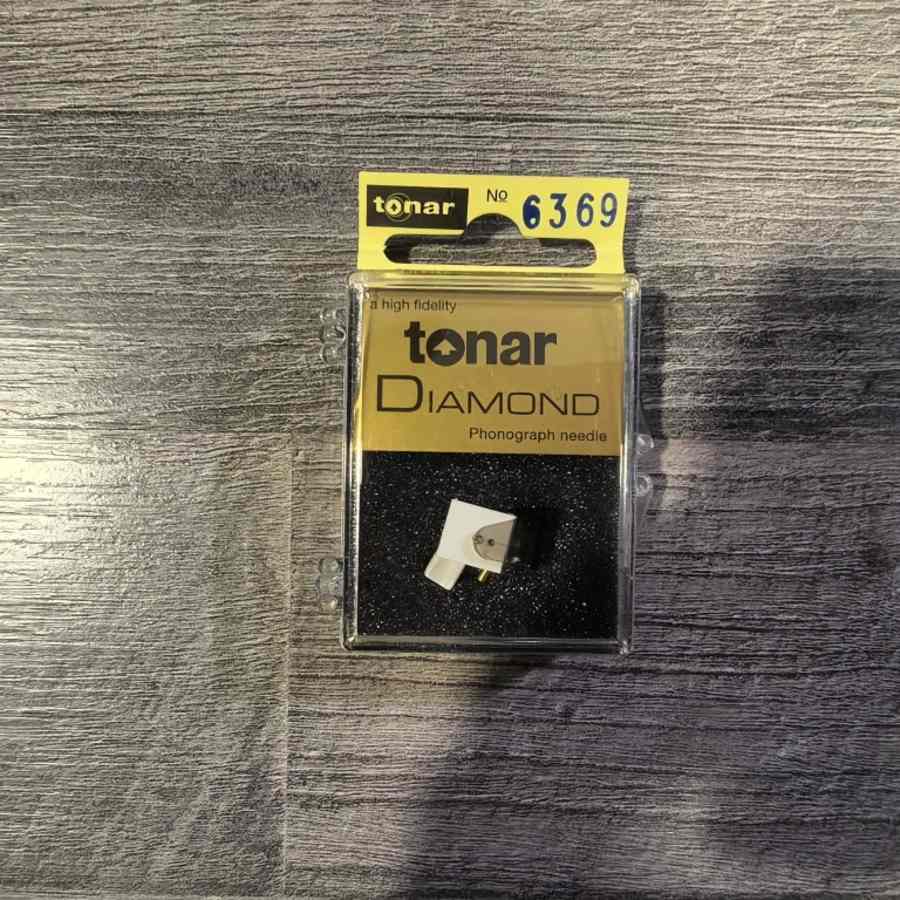 tonar Nº 6369
a high fidelity
tonar
DIAMOND
Phonograph needle